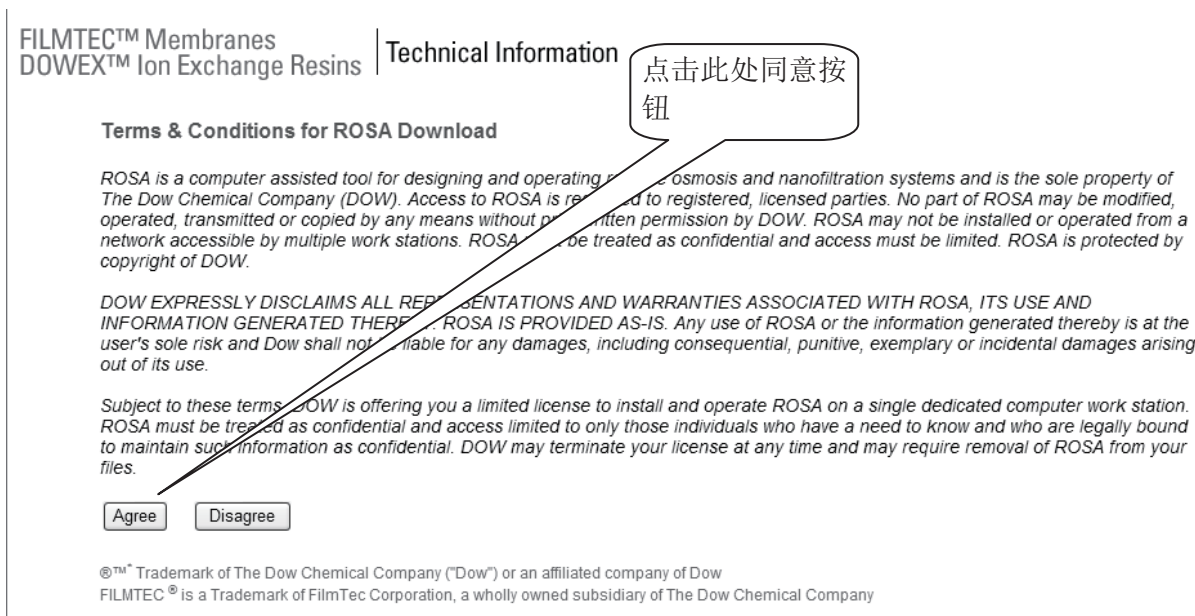 FILMTEC™ Membranes
DOWEX™ Ion Exchange Resins
Technical Information
点击此处同意按
钮
Terms & Conditions for ROSA Download
ROSA is a computer assisted tool for designing and operating osmosis and nanofiltration systems and is the sole property of
The Dow Chemical Company (DOW). Access to ROSA is to registered, licensed parties. No part of ROSA may be modified,
operated, transmitted or copied by any means without permission by DOW. ROSA may not be installed or operated from a
network accessible by multiple work stations. ROSA be treated as confidential and access must be limited. ROSA is protected by
copyright of DOW.
DOW EXPRESSLY DISCLAIMS ALL REPRESENTATIONS AND WARRANTIES ASSOCIATED WITH ROSA, ITS USE AND
INFORMATION GENERATED ROSA IS PROVIDED AS-IS. Any use of ROSA or the information generated thereby is at the
user's sole risk and Dow shall not liable for any damages, including consequential, punitive, exemplary or incidental damages arising
out of its use.
Subject to these terms, DOW is offering you a limited license to install and operate ROSA on a single dedicated computer work station.
ROSA must be treated as confidential and access limited to only those individuals who have a need to know and who are legally bound
to maintain such information as confidential. DOW may terminate your license at any time and may require removal of ROSA from your
files.
Agree Disagree
®™* Trademark of The Dow Chemical Company ("Dow") or an affiliated company of Dow
FILMTEC ® is a Trademark of FilmTec Corporation, a wholly owned subsidiary of The Dow Chemical Company